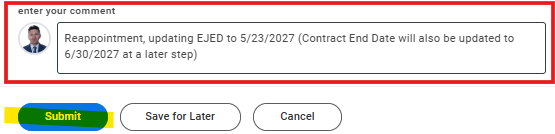 enter your comment
Reappointment, updating EJED to 5/23/2027 (Contract End Date will also be updated to
6/30/2027 at a later step)
Submit Save for Later Cancel